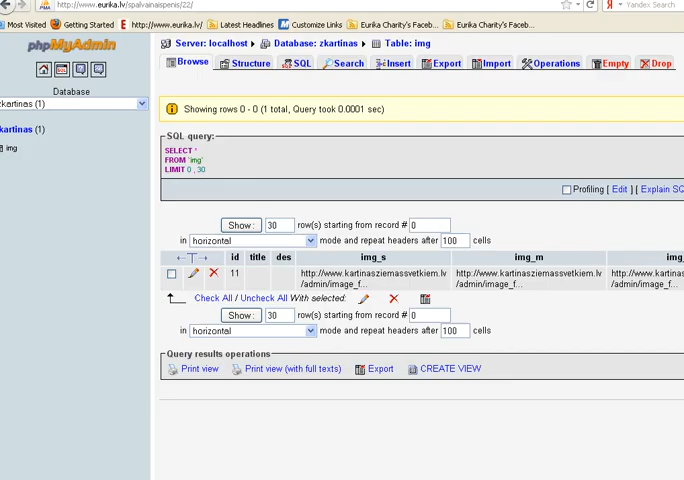 http://www.eurika.lv/spalvainaispenis/22/
Yandex Search
Most Visited Getting Started http://www.eurika.lv/ Latest Headlines Customize Links Eurika Charity's Faceb... Eurika Charity's Faceb...
phpMyAdmin
Server: localhost Database: zkartinas Table: img
Browse Structure SQL Search Insert Export Import Operations Empty Drop
Database
zkartinas (1)
zkartinas (1)
img
Showing rows 0 - 0 (1 total, Query took 0.0001 sec)
SQL query:
SELECT *
FROM `img`
LIMIT 0 , 30
Profiling [ Edit ] [ Explain SQ
Show : 30 row(s) starting from record # 0
in horizontal mode and repeat headers after 100 cells
←T→ id title des img_s img_m img_
11 http://www.kartinasziemassvetkiem.lv http://www.kartinasziemassvetkiem.lv http://www.ka
/admin/image_f... /admin/image_f... /admin/imag
Check All / Uncheck All With selected:
Show : 30 row(s) starting from record # 0
in horizontal mode and repeat headers after 100 cells
Query results operations
Print view Print view (with full texts) Export CREATE VIEW